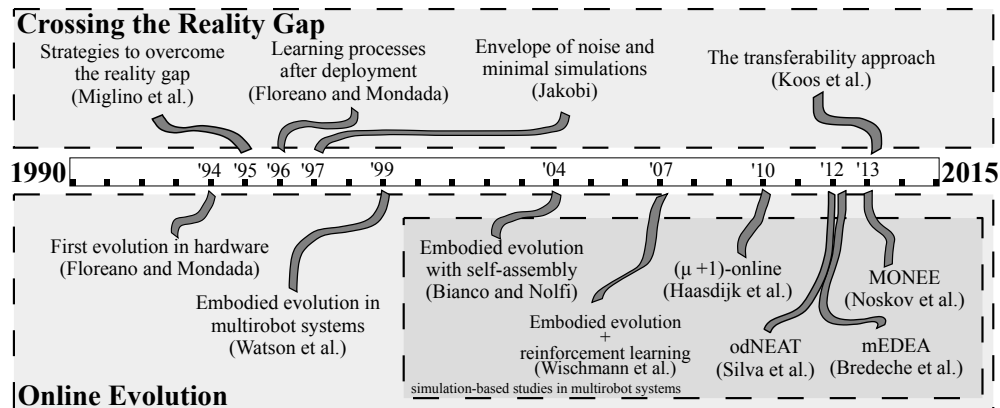 Crossing the Reality Gap
Strategies to overcome
the reality gap
(Miglino et al.)
Learning processes
after deployment
(Floreano and Mondada)
Envelope of noise and
minimal simulations
(Jakobi)
The transferability approach
(Koos et al.)
1990
'94
'95
'96
'97
'99
'04
'07
'10
'12
'13
2015
First evolution in hardware
(Floreano and Mondada)
Embodied evolution in
multirobot systems
(Watson et al.)
Embodied evolution
with self-assembly
(Bianco and Nolfi)
Embodied evolution
+
reinforcement learning
(Wischmann et al.)
(μ +1)-online
(Haasdijk et al.)
odNEAT
(Silva et al.)
mEDEA
(Bredeche et al.)
MONEE
(Noskov et al.)
simulation-based studies in multirobot systems
Online Evolution